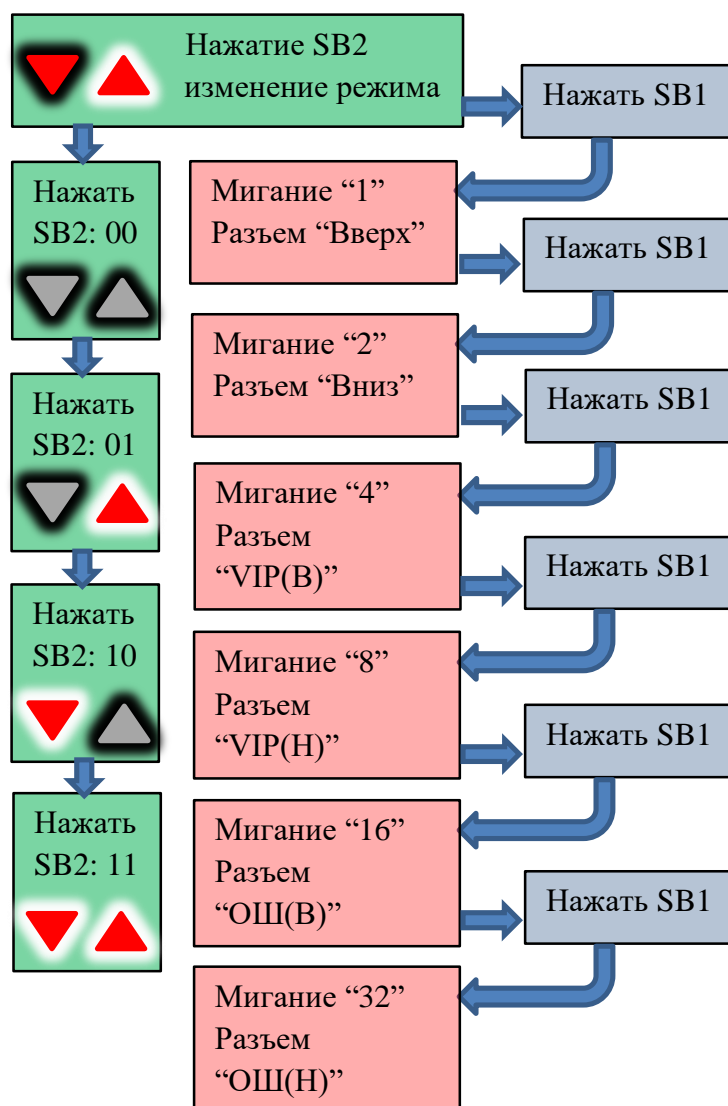 Нажатие SB2
изменение режима
Нажать SB1
Нажать
SB2: 00
Мигание “1”
Разъем “Вверх”
Нажать SB1
Мигание “2”
Разъем “Вниз”
Нажать
SB2: 01
Нажать SB1
Мигание “4”
Разъем
“VIP(В)”
Нажать SB1
Нажать
SB2: 10
Мигание “8”
Разъем
“VIP(Н)”
Нажать SB1
Нажать
SB2: 11
Мигание “16”
Разъем
“ОШ(В)”
Нажать SB1
Мигание “32”
Разъем
“ОШ(Н)”